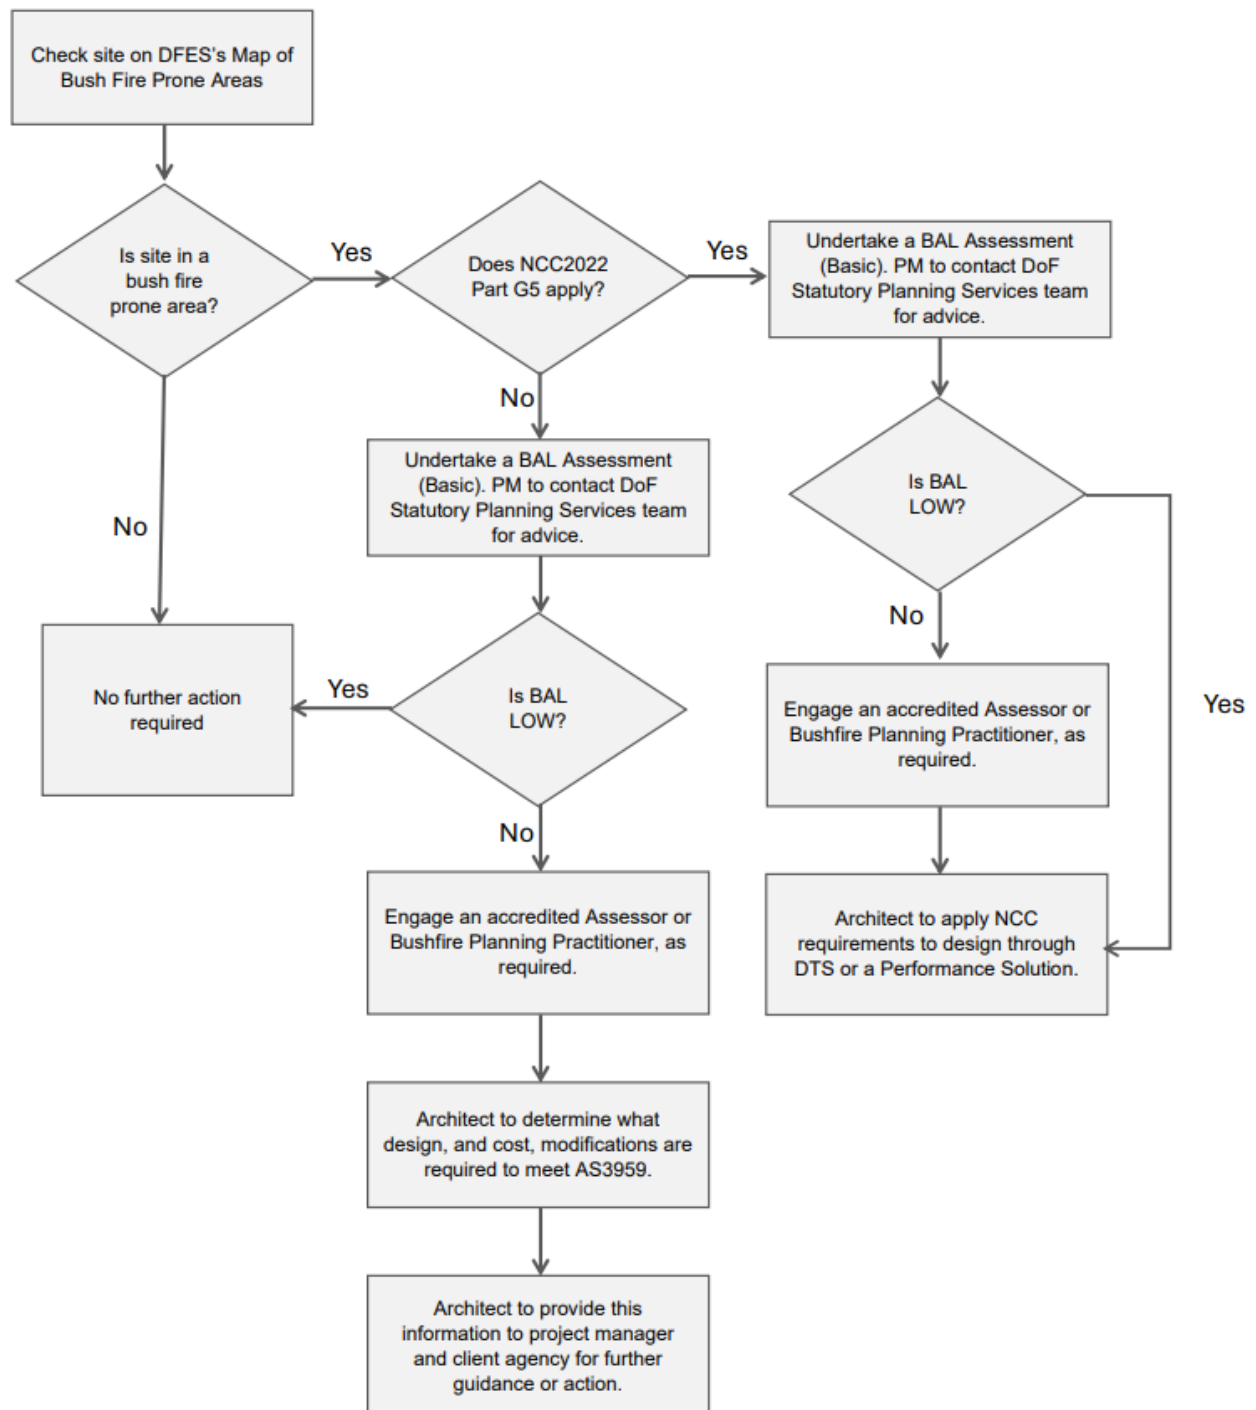 Check site on DFES's Map of
Bush Fire Prone Areas
Is site in a
bush fire
prone area?
Yes
Does NCC2022
Part G5 apply?
Yes
Undertake a BAL Assessment
(Basic). PM to contact DoF
Statutory Planning Services team
for advice.
No
No
Undertake a BAL Assessment
(Basic). PM to contact DoF
Statutory Planning Services team
for advice.
Is BAL
LOW?
No
Yes
No further action
required
Yes
Is BAL
LOW?
Engage an accredited Assessor or
Bushfire Planning Practitioner, as
required.
No
Engage an accredited Assessor or
Bushfire Planning Practitioner, as
required.
Architect to apply NCC
requirements to design through
DTS or a Performance Solution.
Architect to determine what
design, and cost, modifications are
required to meet AS3959.
Architect to provide this
information to project manager
and client agency for further
guidance or action.